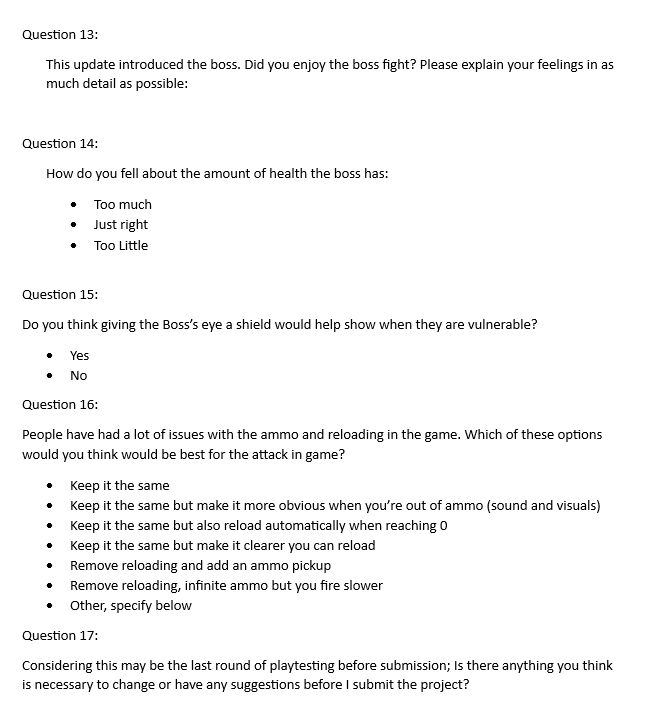 Question 13:
This update introduced the boss. Did you enjoy the boss fight? Please explain your feelings in as
much detail as possible:
Question 14:
How do you fell about the amount of health the boss has:
• Too much
• Just right
• Too Little
Question 15:
Do you think giving the Boss's eye a shield would help show when they are vulnerable?
• Yes
• No
Question 16:
People have had a lot of issues with the ammo and reloading in the game. Which of these options
would you think would be best for the attack in game?
• Keep it the same
• Keep it the same but make it more obvious when you're out of ammo (sound and visuals)
• Keep it the same but also reload automatically when reaching 0
• Keep it the same but make it clearer you can reload
• Remove reloading and add an ammo pickup
• Remove reloading, infinite ammo but you fire slower
• Other, specify below
Question 17:
Considering this may be the last round of playtesting before submission; Is there anything you think
is necessary to change or have any suggestions before I submit the project?